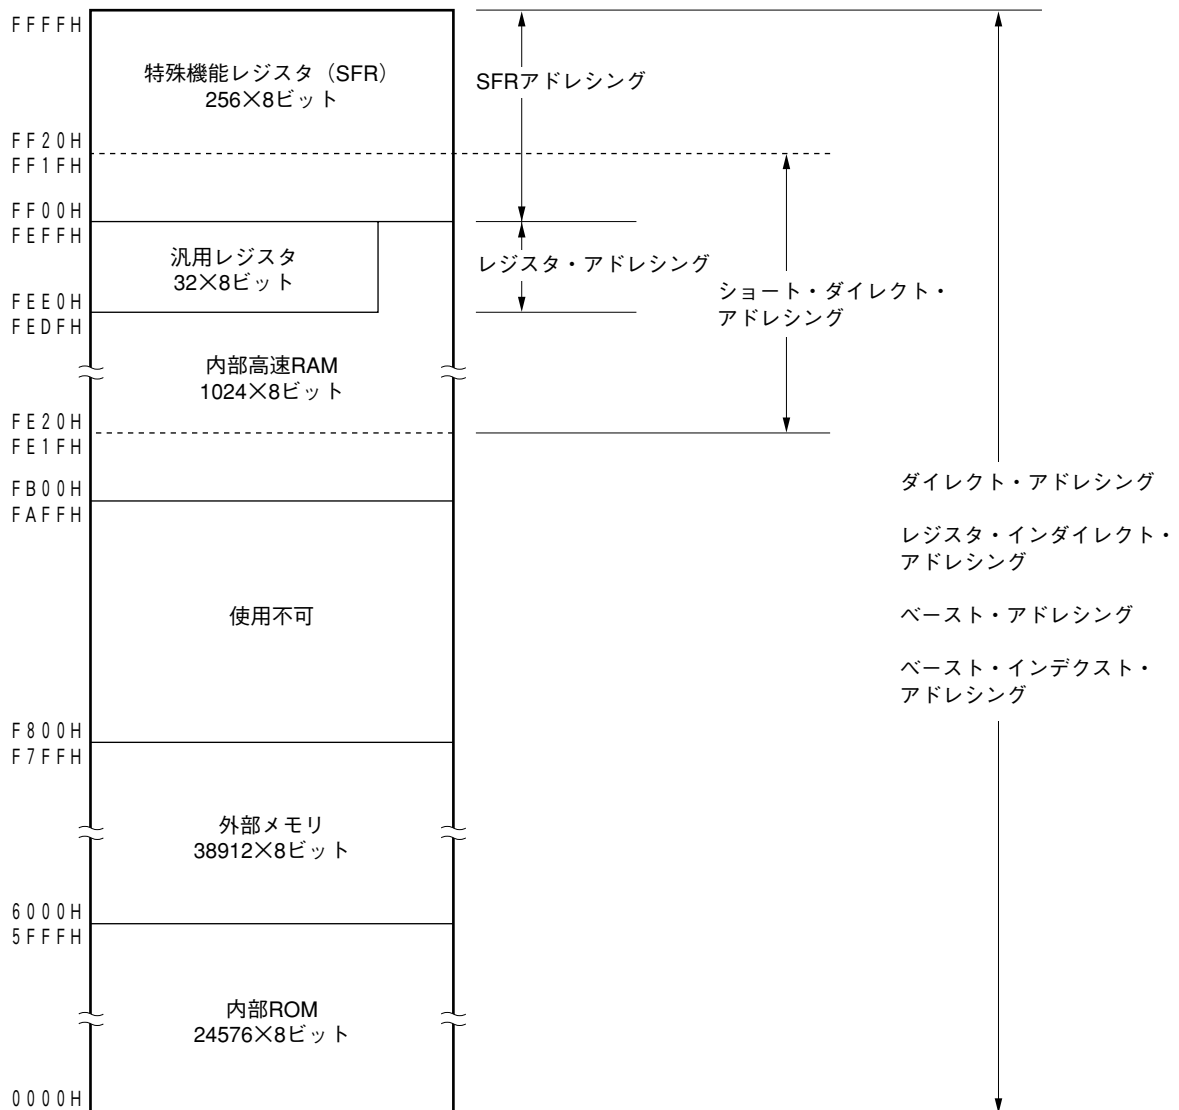 FFFFH
特殊機能レジスタ（SFR）
256×8ビット
SFRアドレシング
FF20H
FF1FH
FF00H
FEFFH
汎用レジスタ
32×8ビット
レジスタ・アドレシング
ショート・ダイレクト・
アドレシング
FEE0H
FEDFH
内部高速RAM
1024×8ビット
FE20H
FE1FH
FB00H
FAFFH
ダイレクト・アドレシング
レジスタ・インダイレクト・
アドレシング
ベースト・アドレシング
ベースト・インデクスト・
アドレシング
使用不可
F800H
F7FFH
外部メモリ
38912×8ビット
6000H
5FFFH
内部ROM
24576×8ビット
0000H